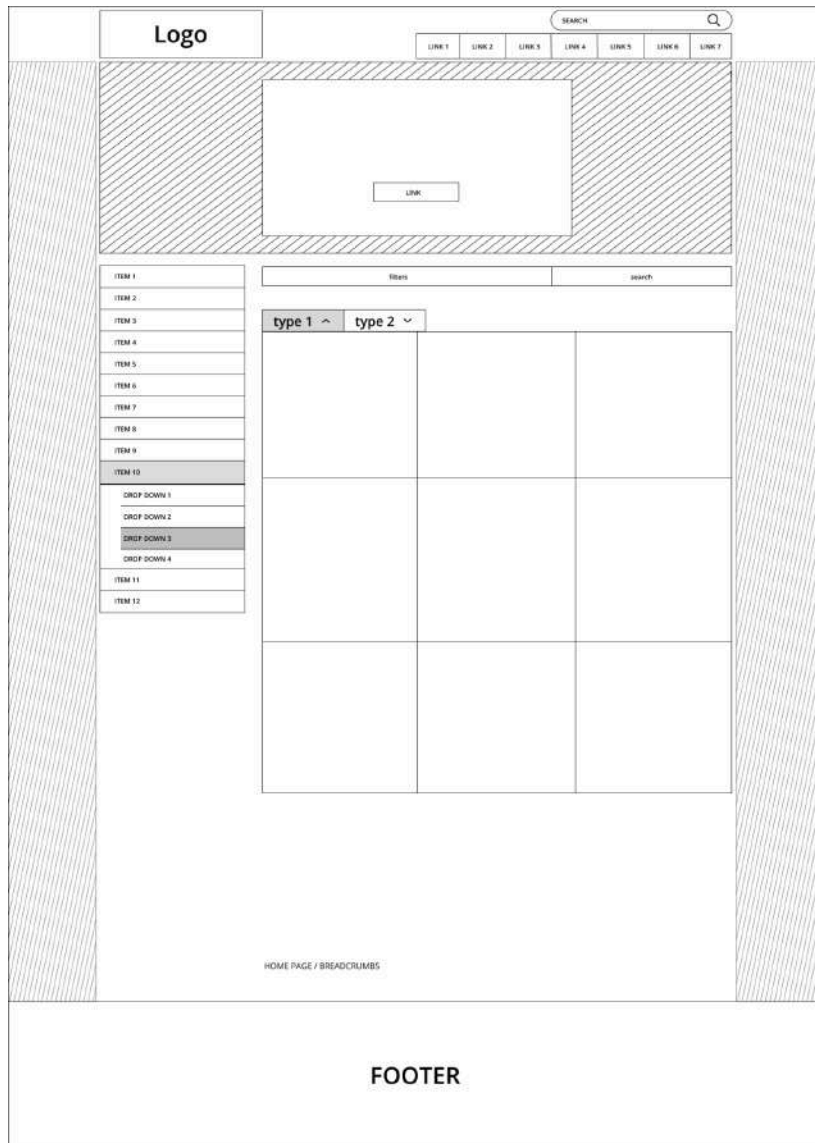 Logo
SEARCH
LINK 1 LINK 2 LINK 3 LINK 4 LINK 5 LINK 6 LINK 7
LINK
ITEM 1
ITEM 2
ITEM 3
ITEM 4
ITEM 5
ITEM 6
ITEM 7
ITEM 8
ITEM 9
ITEM 10
DROP DOWN 1
DROP DOWN 2
DROP DOWN 3
DROP DOWN 4
ITEM 11
ITEM 12
filters search
type 1 type 2
HOME PAGE / BREADCRUMBS
FOOTER